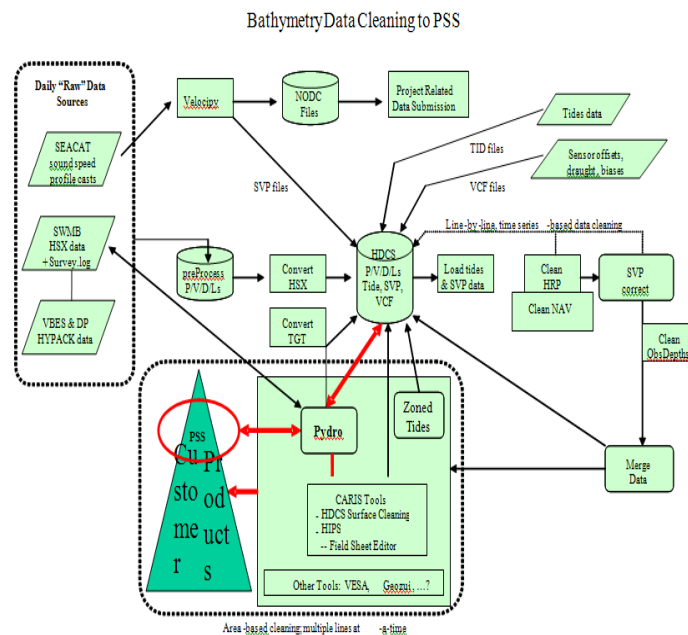 Bathymetry Data Cleaning to PSS
Daily “Raw” Data
Sources
SEACAT
sound speed
profile casts
SWMB
HSX data
+Survey.log
VBES & DP
HYPACK data
Velocipy
NODC
Files
Project Related
Data Submission
Tides data
TID files
Sensor offsets,
draught, biases
VCF files
SVP files
Line-by-line, time series -based data cleaning
preProcess
P/V/D/Ls
Convert
HSX
HDCS
P/V/D/Ls
Tide, SVP,
VCF
Load tides
& SVP data
Clean
HRP
Clean NAV
SVP
correct
Convert
TGT
Clean
ObsDepths
Zoned
Tides
Pydro
PSS
Cu
sto
me
r
Pr
od
uct
s
Merge
Data
CARIS Tools
- HDCS Surface Cleaning
- HIPS
-- Field Sheet Editor
Other Tools: VESA, Geozui, ...?
Area -based cleaning; multiple lines at -a-time